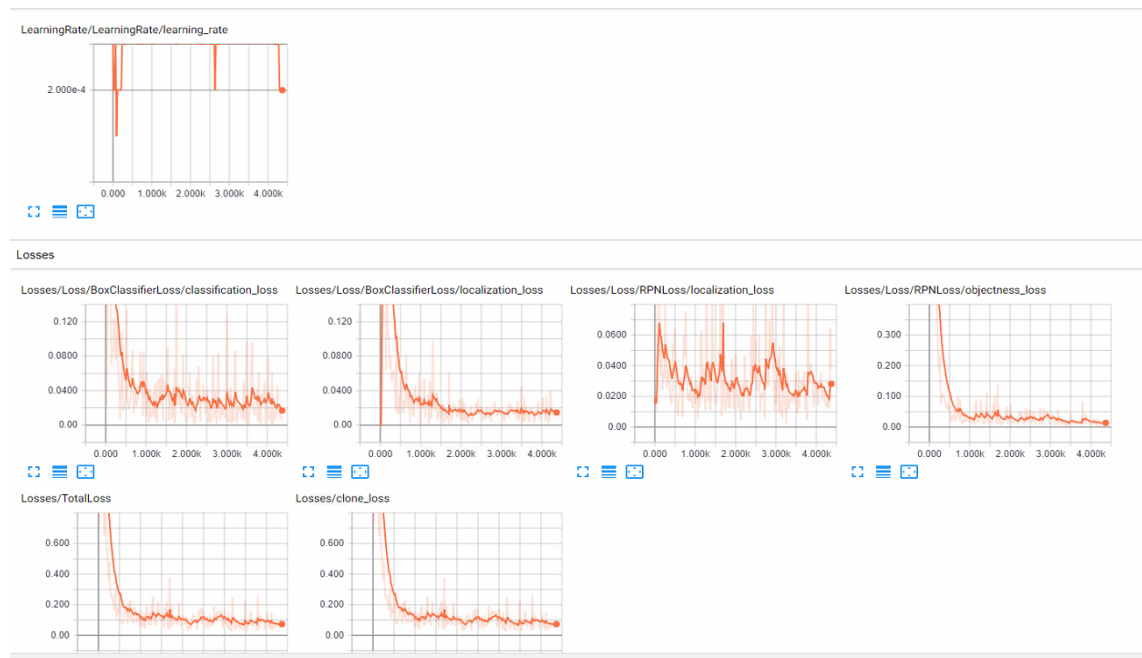 LearningRate/LearningRate/learning_rate
2.000e-4
0.000 1.000k 2.000k 3.000k 4.000k
Losses
Losses/Loss/BoxClassifierLoss/classification_loss
0.120
0.0800
0.0400
0.00
0.000 1.000k 2.000k 3.000k 4.000k
Losses/Loss/BoxClassifierLoss/localization_loss
0.120
0.0800
0.0400
0.00
0.000 1.000k 2.000k 3.000k 4.000k
Losses/Loss/RPNLoss/localization_loss
0.0600
0.0400
0.0200
0.00
0.000 1.000k 2.000k 3.000k 4.000k
Losses/Loss/RPNLoss/objectness_loss
0.300
0.200
0.100
0.00
0.000 1.000k 2.000k 3.000k 4.000k
Losses/TotalLoss
0.600
0.400
0.200
0.00
Losses/clone_loss
0.600
0.400
0.200
0.00